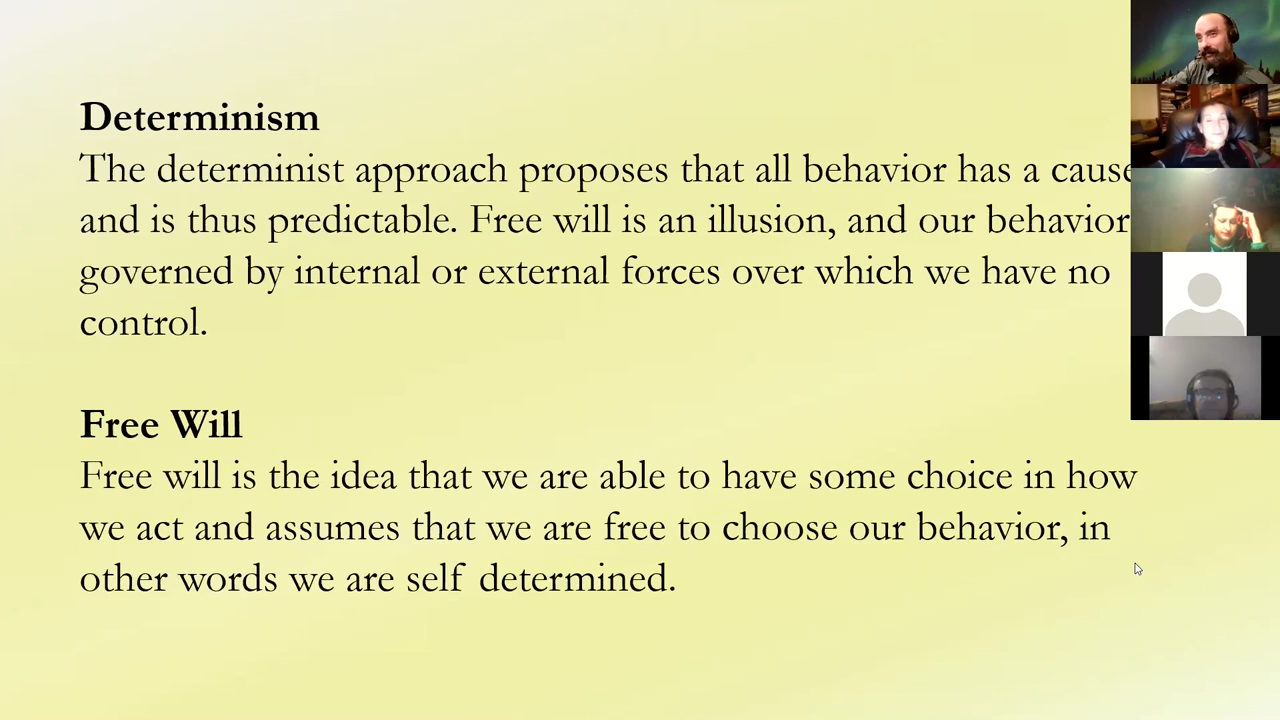 Determinism
The determinist approach proposes that all behavior has a cause
and is thus predictable. Free will is an illusion, and our behavior
governed by internal or external forces over which we have no
control.
Free Will
Free will is the idea that we are able to have some choice in how
we act and assumes that we are free to choose our behavior, in
other words we are self determined.